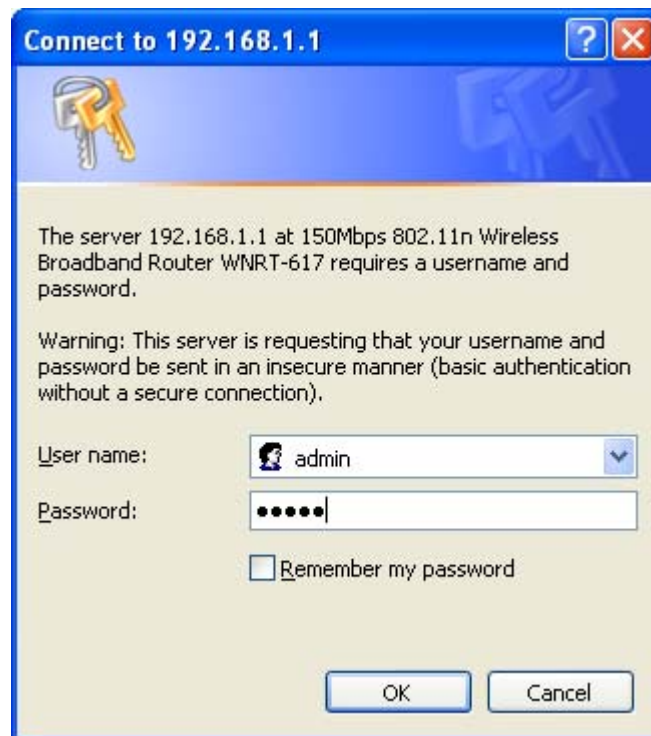 Connect to 192.168.1.1
?
The server 192.168.1.1 at 150Mbps 802.11n Wireless
Broadband Router WNRT-617 requires a username and
password.
Warning: This server is requesting that your username and
password be sent in an insecure manner (basic authentication
without a secure connection).
User name: admin
Password: •••••
Remember my password
OK Cancel